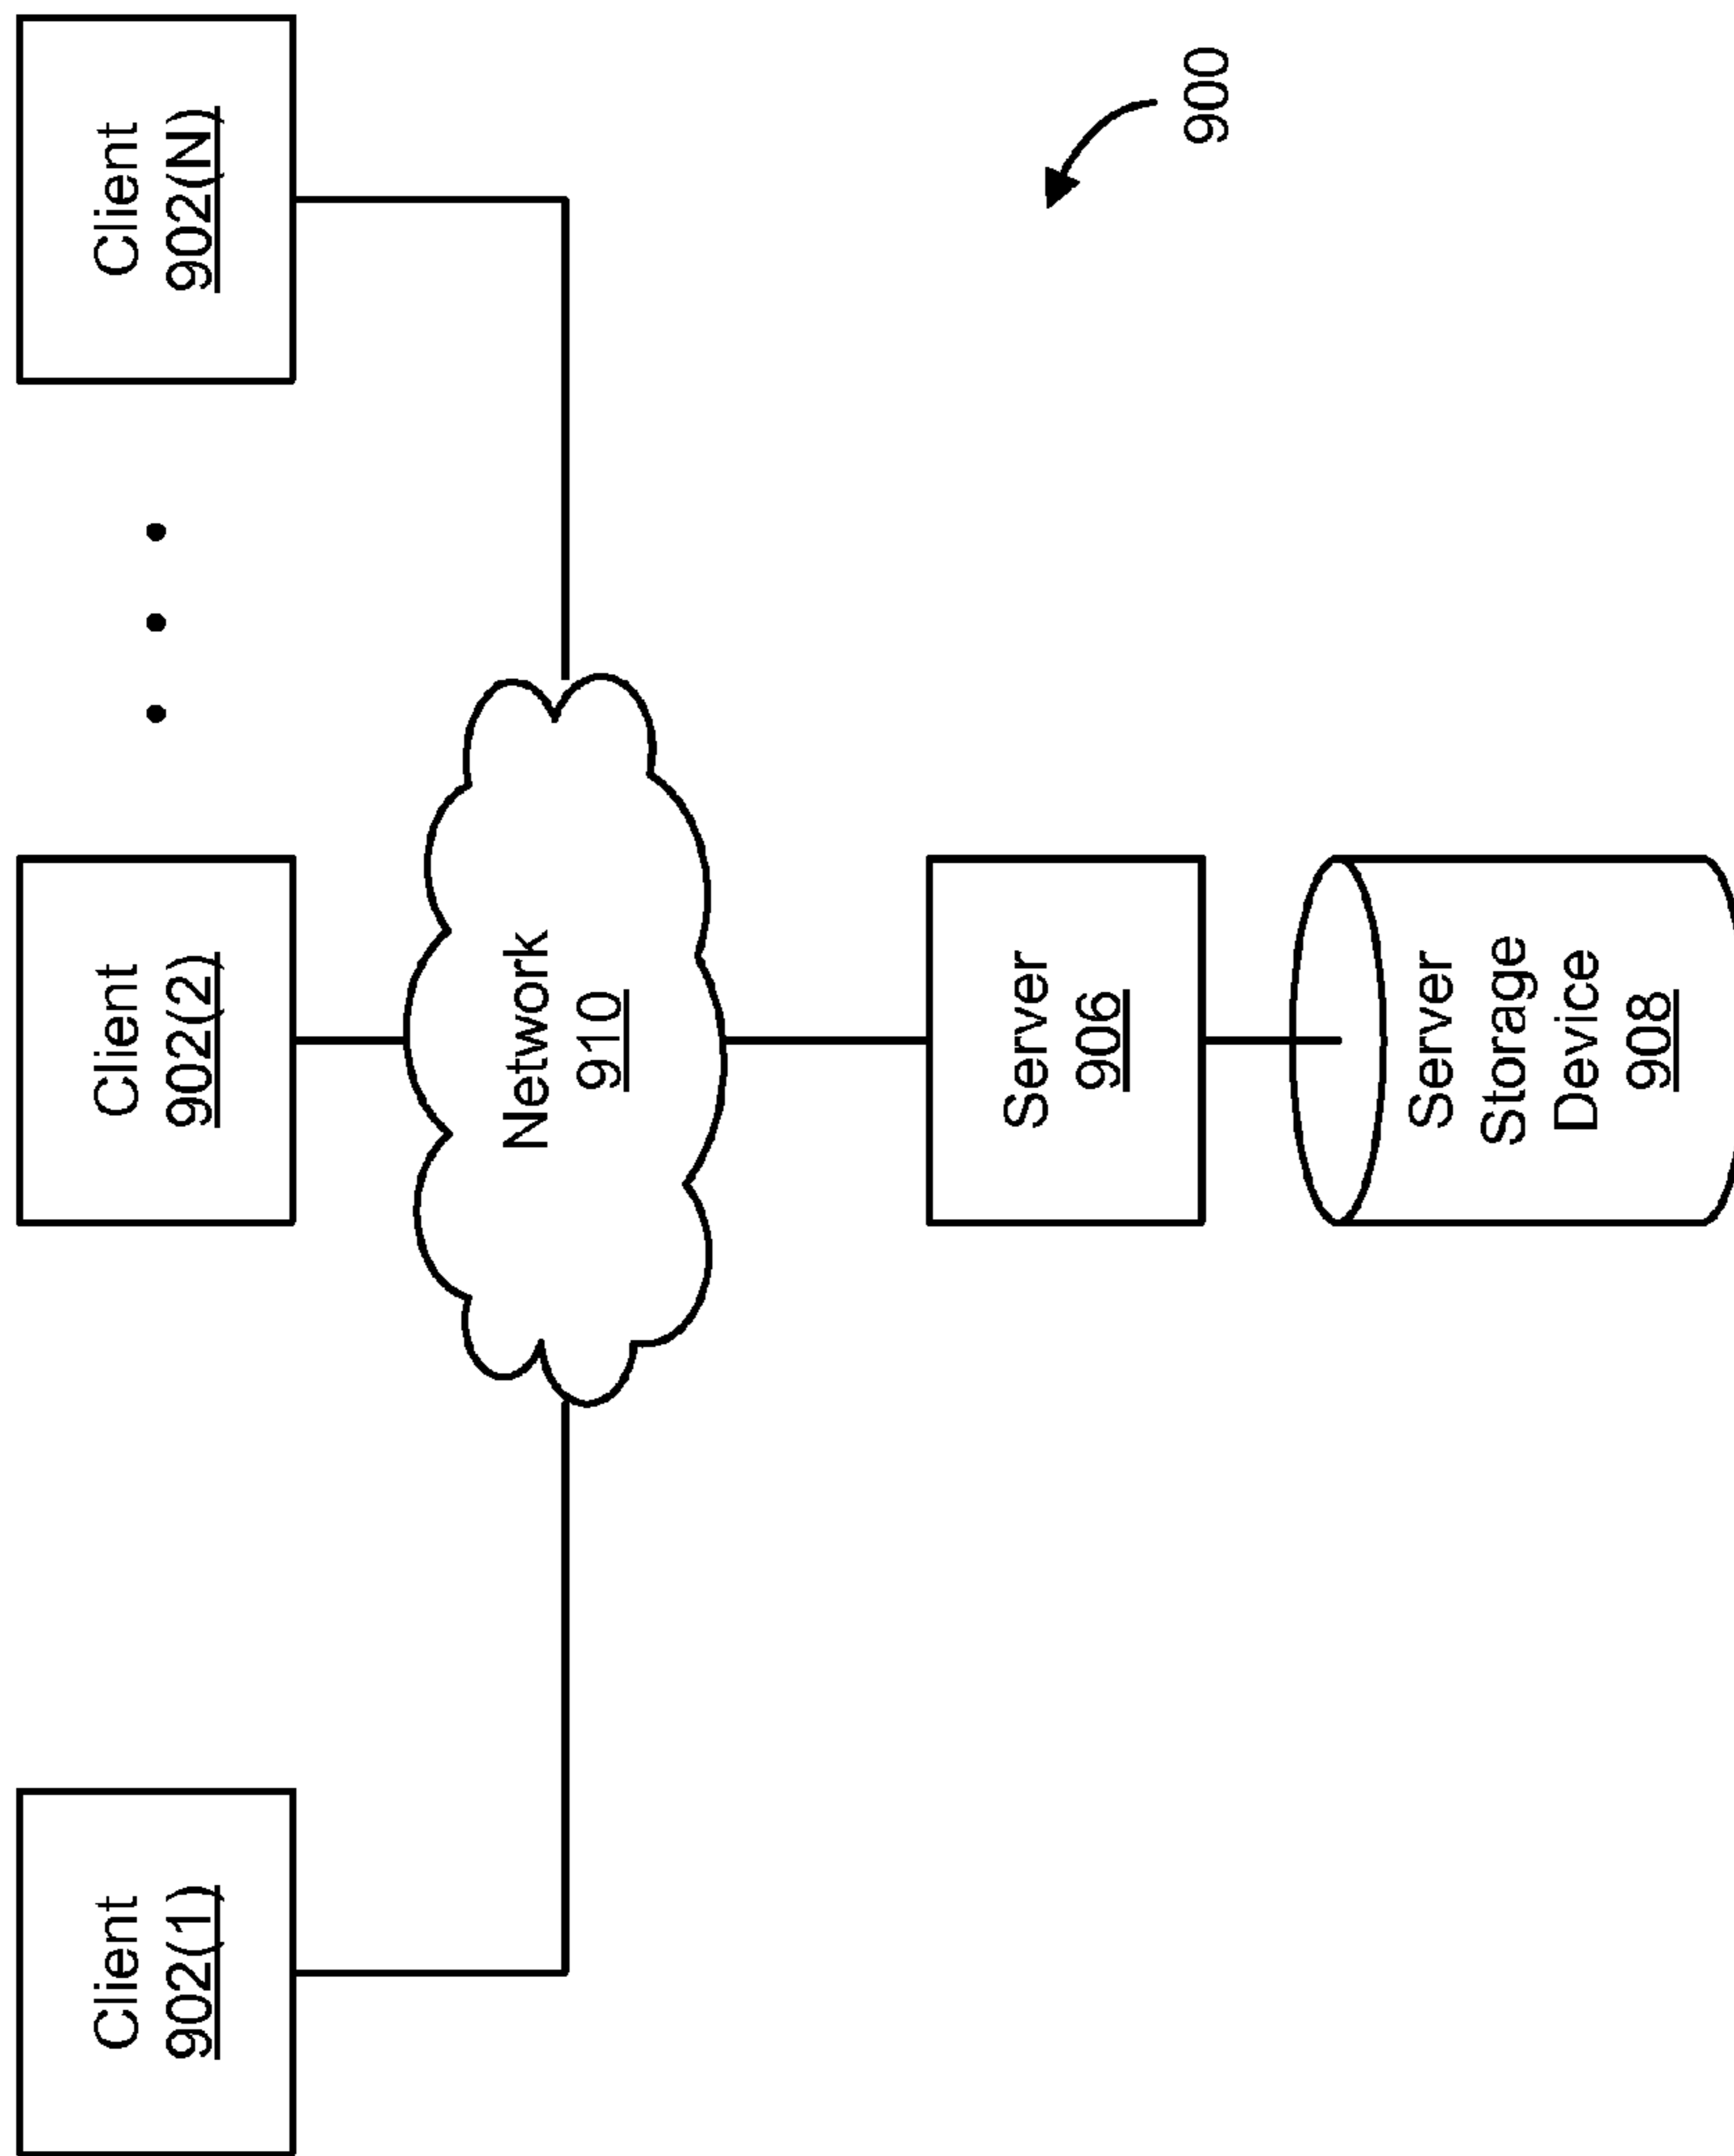 Client
902(1)
Client
902(2)
Client
902(N)
Network
910
Server
906
Server
Storage
Device
908
900